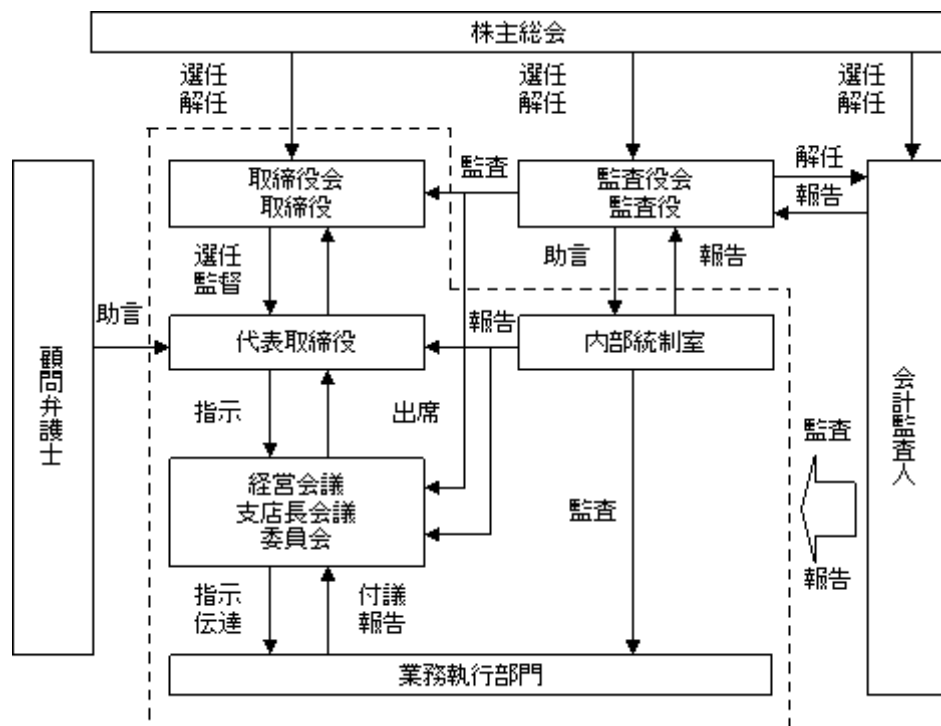 株主総会
選任
解任
選任
解任
選任
解任
取締役会
取締役
監査
監査役会
監査役
解任
報告
選任
監督
助言
報告
助言
代表取締役
報告
内部統制室
顧問弁護士
会計監査人
指示
出席
監査
経営会議
支店長会議
委員会
監査
報告
指示
伝達
付議
報告
業務執行部門